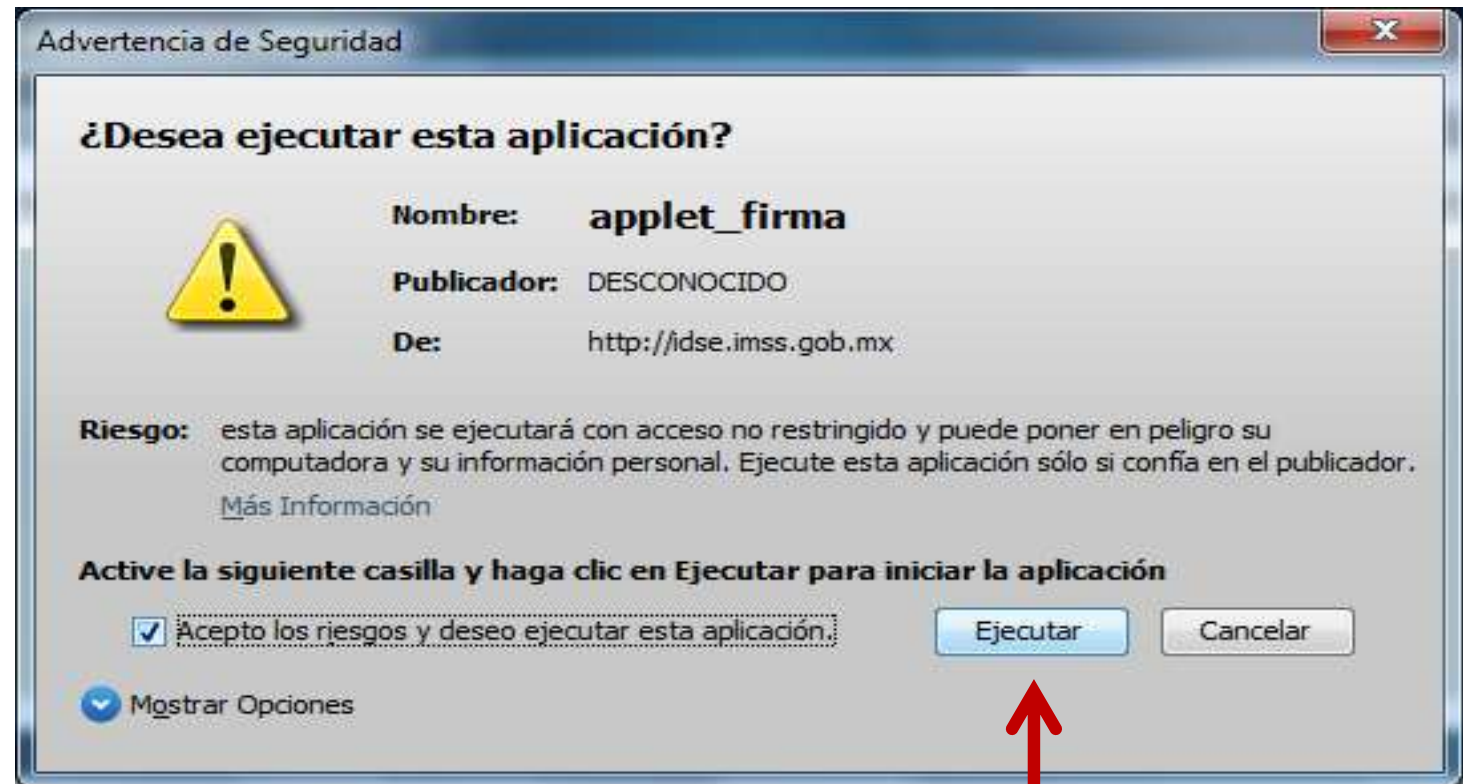 Advertencia de Seguridad
¿Desea ejecutar esta aplicación?
Nombre: applet_firma
Publicador: DESCONOCIDO
De: http://idse.imss.gob.mx
Riesgo: esta aplicación se ejecutará con acceso no restringido y puede poner en peligro su
computadora y su información personal. Ejecute esta aplicación sólo si confía en el publicador.
Más Información
Active la siguiente casilla y haga clic en Ejecutar para iniciar la aplicación
Acepto los riesgos y deseo ejecutar esta aplicación. Ejecutar Cancelar
Mostrar Opciones